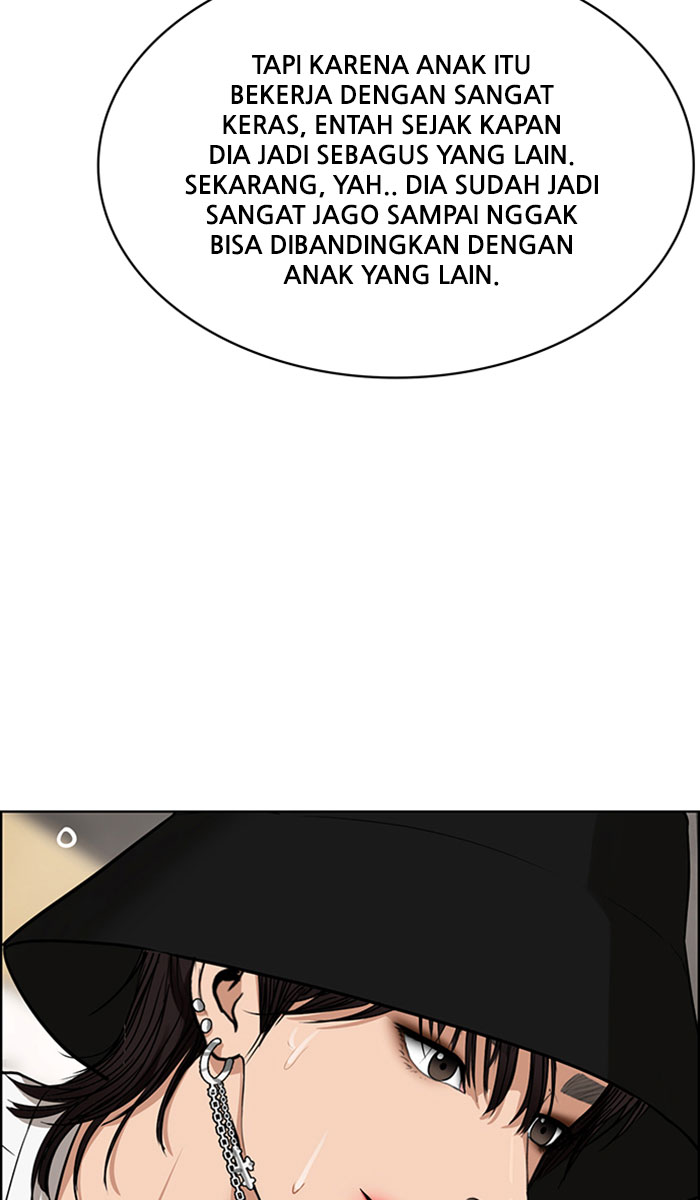 TAPI KARENA ANAK ITU
BEKERJA DENGAN SANGAT
KERAS, ENTAH SEJAK KAPAN
DIA JADI SEBAGUS YANG LAIN.
SEKARANG, YAH.. DIA SUDAH JADI
SANGAT JAGO SAMPAI NGGAK
BISA DIBANDINGKAN DENGAN
ANAK YANG LAIN.